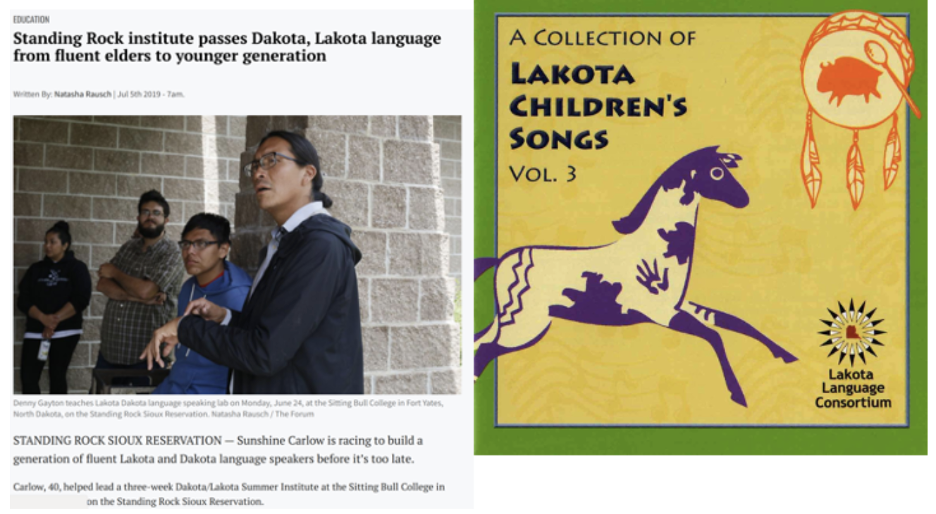 EDUCATION
Standing Rock institute passes Dakota, Lakota language
from fluent elders to younger generation
Written By: Natasha Rausch | Jul 5th 2019 - 7am.
Denny Gayton teaches Lakota Dakota language speaking lab on Monday, June 24, at the Sitting Bull College in Fort Yates,
North Dakota, on the Standing Rock Sioux Reservation. Natasha Rausch / The Forum
STANDING ROCK SIOUX RESERVATION — Sunshine Carlow is racing to build a
generation of fluent Lakota and Dakota language speakers before it's too late.
Carlow, 40, helped lead a three-week Dakota/Lakota Summer Institute at the Sitting Bull College in
on the Standing Rock Sioux Reservation.
A COLLECTION OF
LAKOTA
CHILDREN'S
SONGS
VOL. 3
Lakota
Language
Consortium